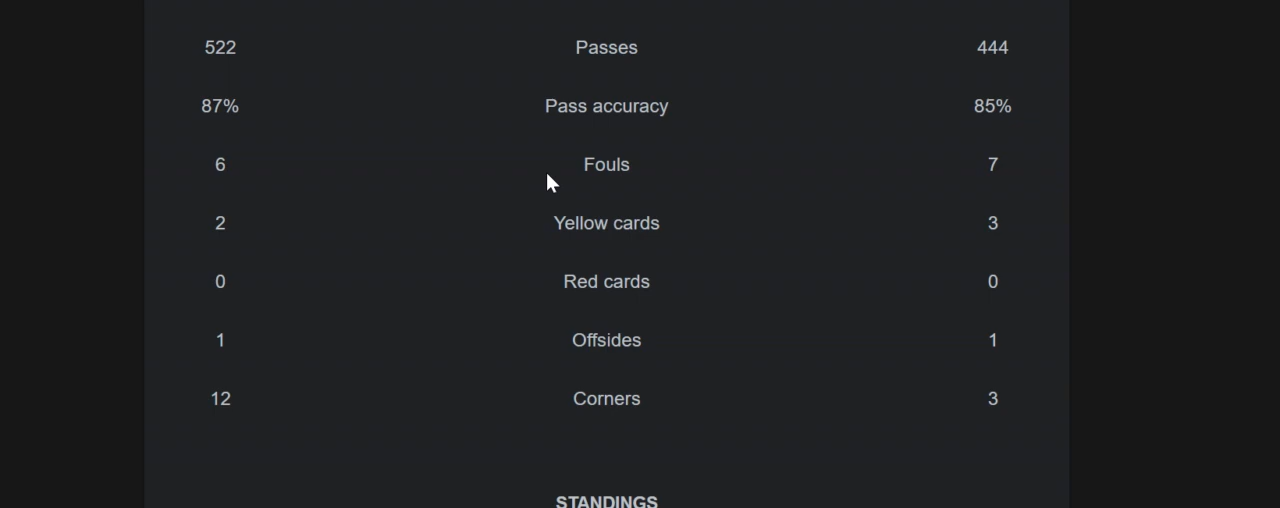 522 Passes 444
87% Pass accuracy 85%
6 Fouls 7
2 Yellow cards 3
0 Red cards 0
1 Offsides 1
12 Corners 3
STANDINGS